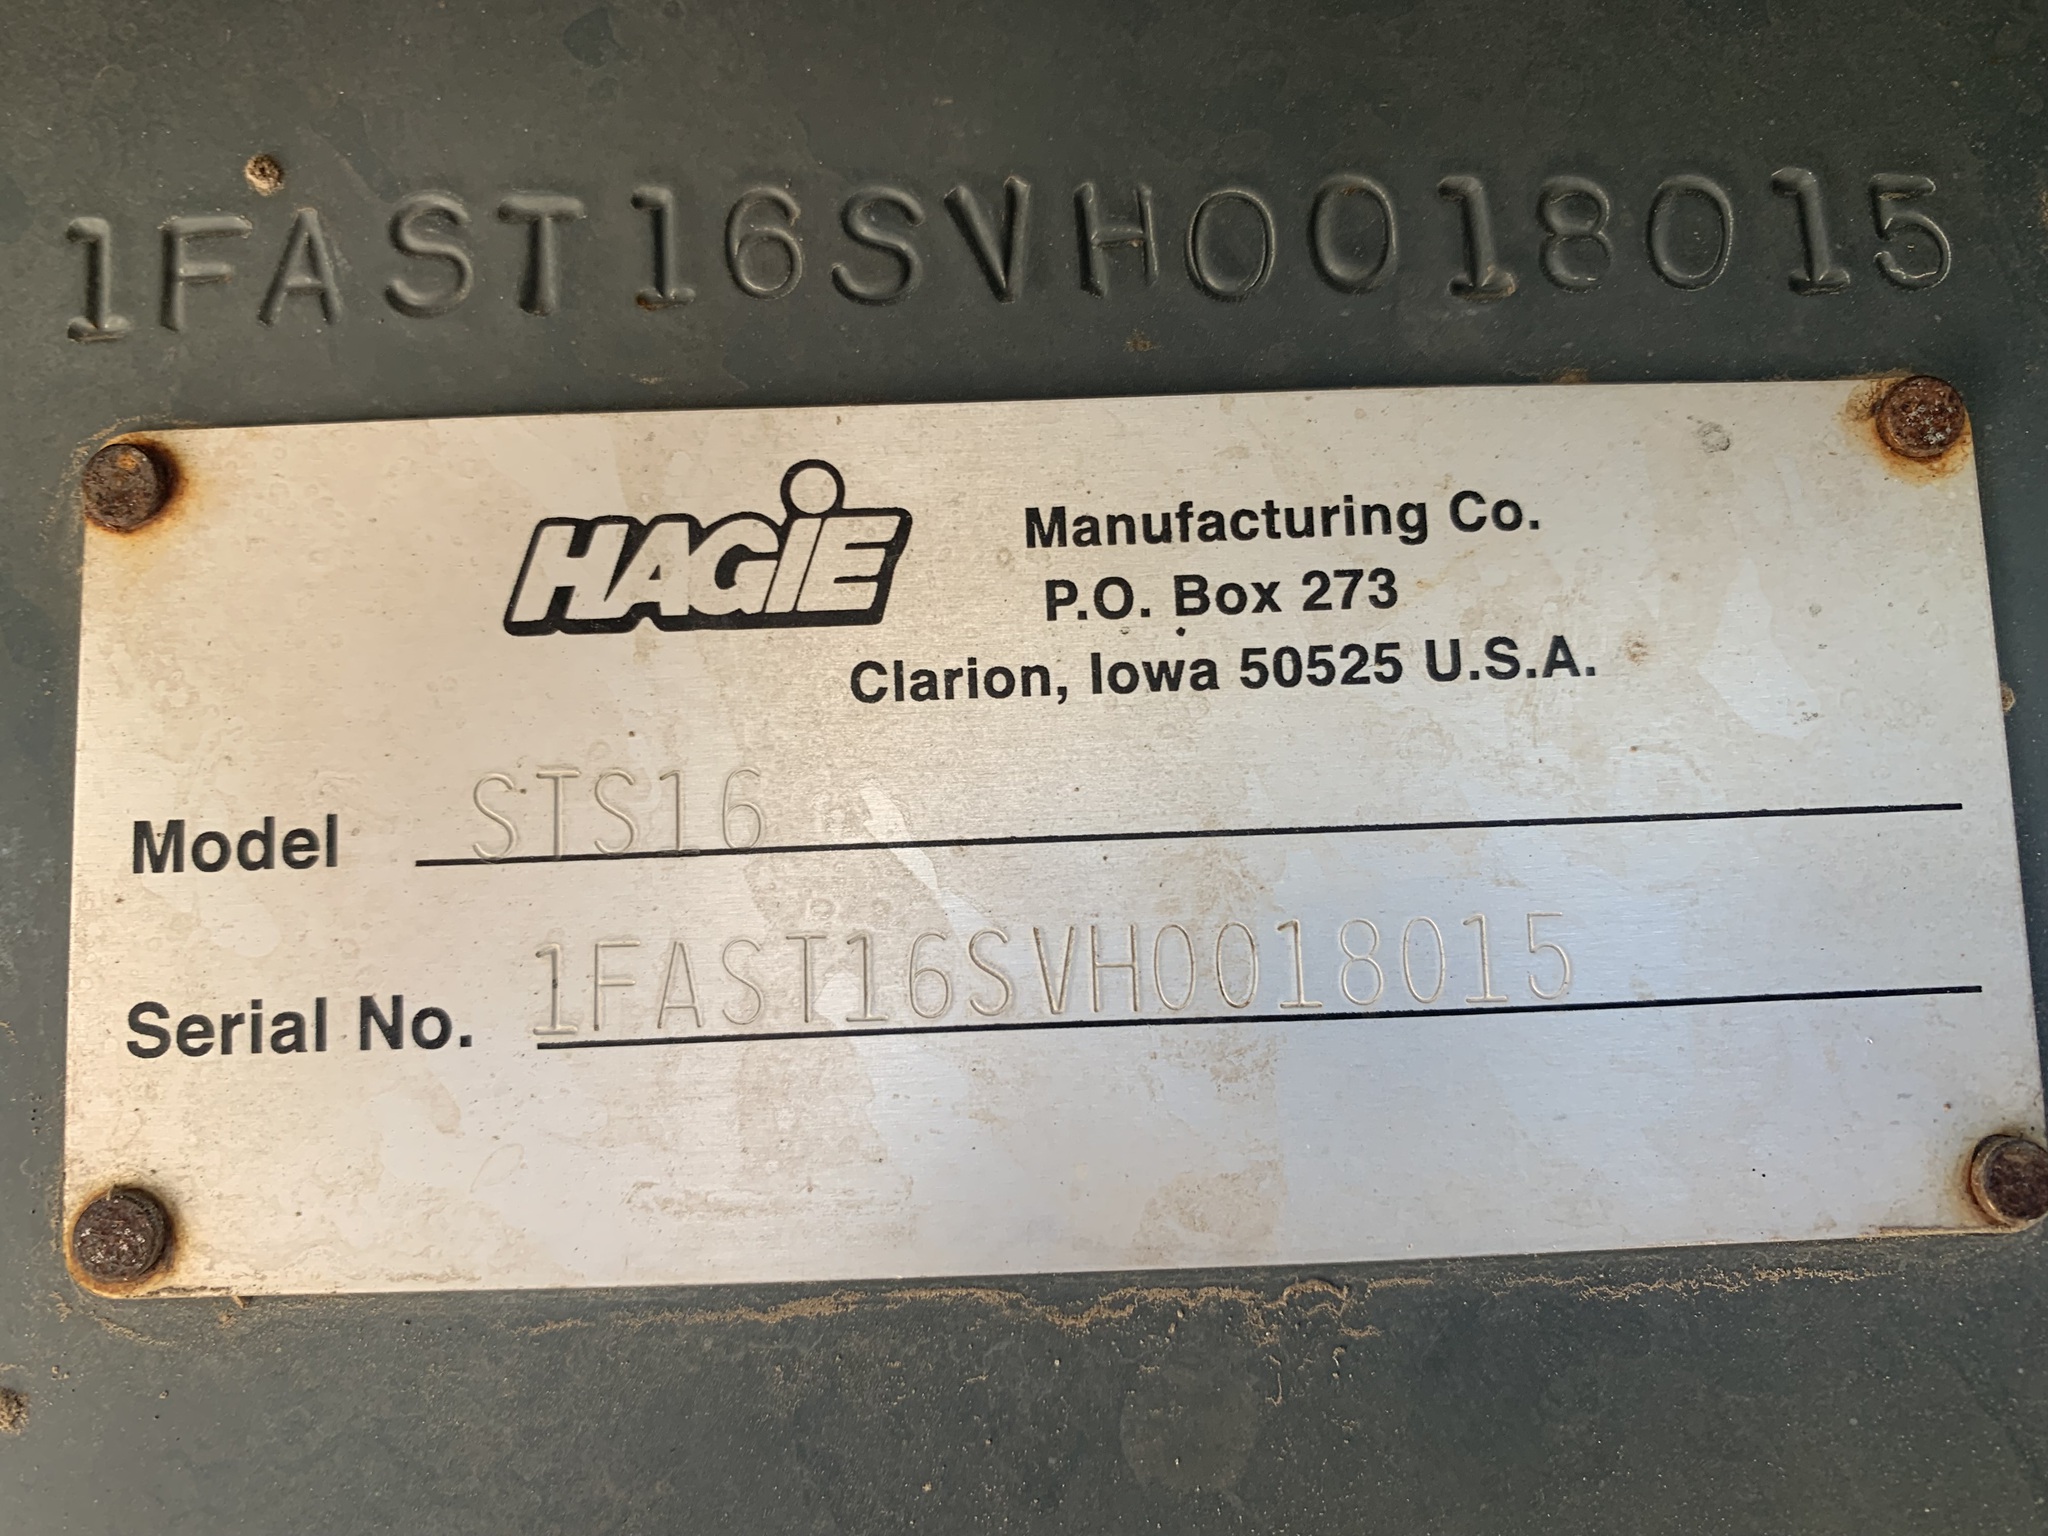 1FAST16SVH0018015
HAGiE Manufacturing Co.
P.O. Box 273
Clarion, Iowa 50525 U.S.A.
Model STS16
Serial No. 1FAST16SVH0018015